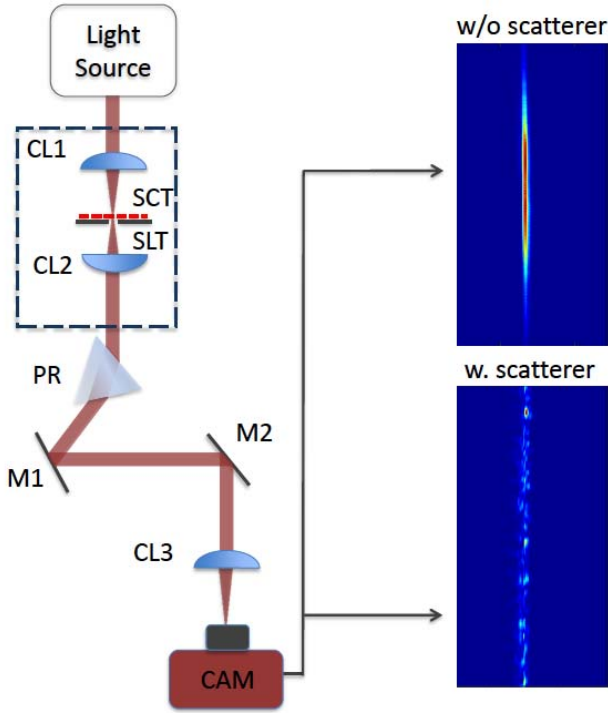 Light
Source
CL1
SCT
SLT
CL2
PR
M1
M2
CL3
CAM
w/o scatterer
w. scatterer